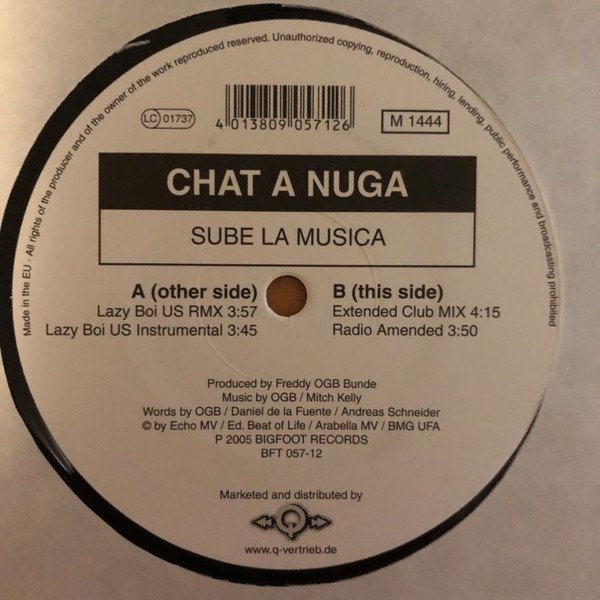 Made in the EU · All rights of the producer and of the owner of the work reproduced reserved. Unauthorized copying, reproduction, hiring, lending, public performance and broadcasting prohibited
LC 01737
4 013809 057126
M 1444
CHAT A NUGA
SUBE LA MUSICA
A (other side)
Lazy Boi US RMX 3:57
Lazy Boi US Instrumental 3:45
B (this side)
Extended Club MIX 4:15
Radio Amended 3:50
Produced by Freddy OGB Bunde
Music by OGB / Mitch Kelly
Words by OGB / Daniel de la Fuente / Andreas Schneider
© by Echo MV / Ed. Beat of Life / Arabella MV / BMG UFA
P 2005 BIGFOOT RECORDS
BFT 057-12
Marketed and distributed by
Q
www.q-vertrieb.de